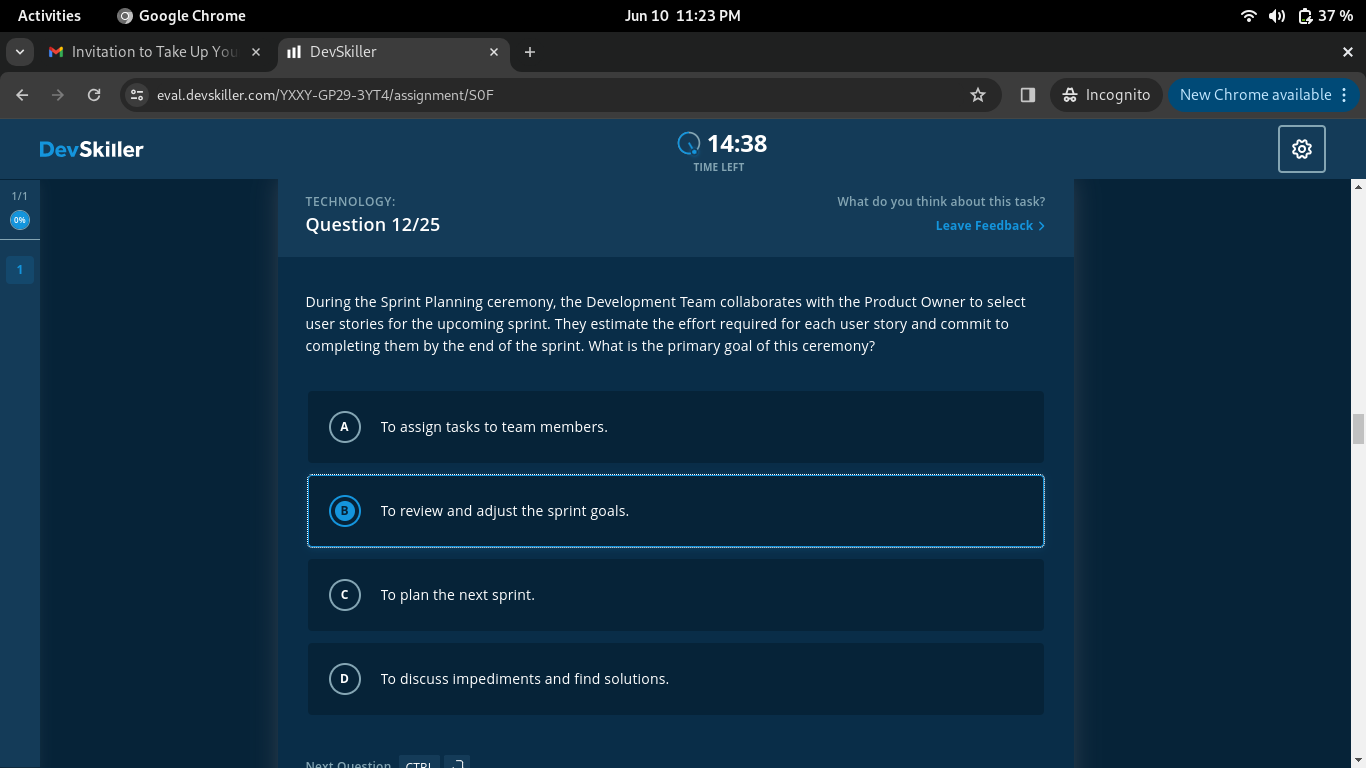 Activities Google Chrome Jun 10 11:23 PM 37 %
Invitation to Take Up You DevSkiller
eval.devskiller.com/YXXY-GP29-3YT4/assignment/S0F Incognito New Chrome available
DevSkiller 14:38
TIME LEFT
1/1
0%
1
TECHNOLOGY: What do you think about this task?
Question 12/25 Leave Feedback
During the Sprint Planning ceremony, the Development Team collaborates with the Product Owner to select
user stories for the upcoming sprint. They estimate the effort required for each user story and commit to
completing them by the end of the sprint. What is the primary goal of this ceremony?
A To assign tasks to team members.
B To review and adjust the sprint goals.
C To plan the next sprint.
D To discuss impediments and find solutions.
Next Question CTRL